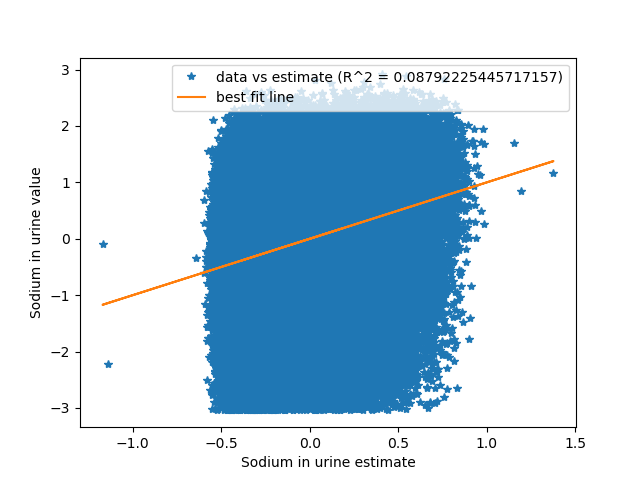 data vs estimate (R^2 = 0.08792225445717157)
best fit line
3
2
1
0
−1
−2
−3
Sodium in urine value
−1.0 −0.5 0.0 0.5 1.0 1.5
Sodium in urine estimate